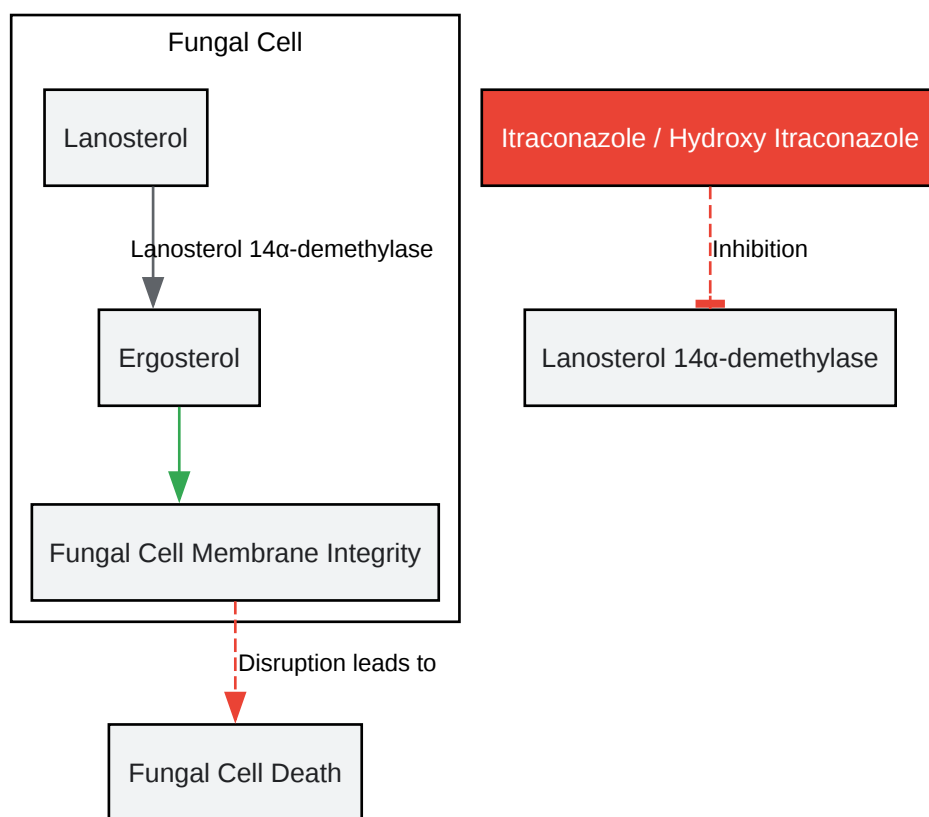 Fungal Cell
Lanosterol
Itraconazole / Hydroxy Itraconazole
Lanosterol 14α-demethylase
Inhibition
Ergosterol
Lanosterol 14α-demethylase
Fungal Cell Membrane Integrity
Disruption leads to
Fungal Cell Death